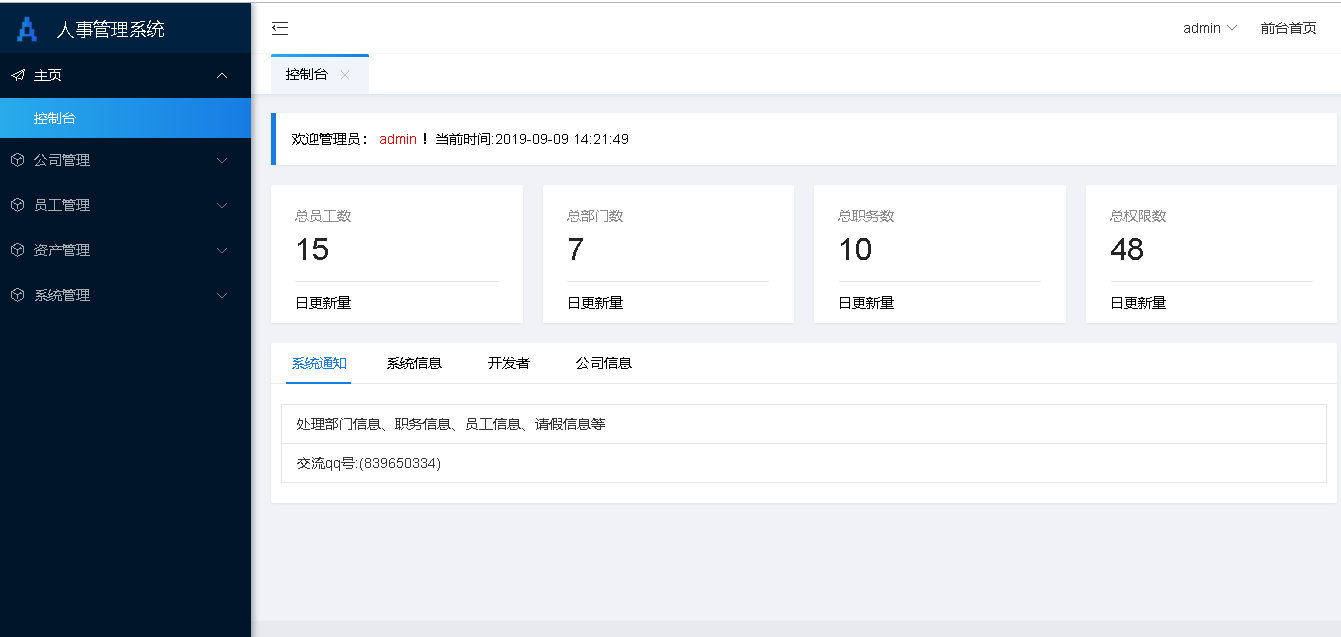 人事管理系统
admin 前台首页
主页
控制台
控制台
公司管理
员工管理
资产管理
系统管理
欢迎管理员： admin ！当前时间:2019-09-09 14:21:49
总员工数
15
日更新量
总部门数
7
日更新量
总职务数
10
日更新量
总权限数
48
日更新量
系统通知 系统信息 开发者 公司信息
处理部门信息、职务信息、员工信息、请假信息等
交流qq号:(839650334)